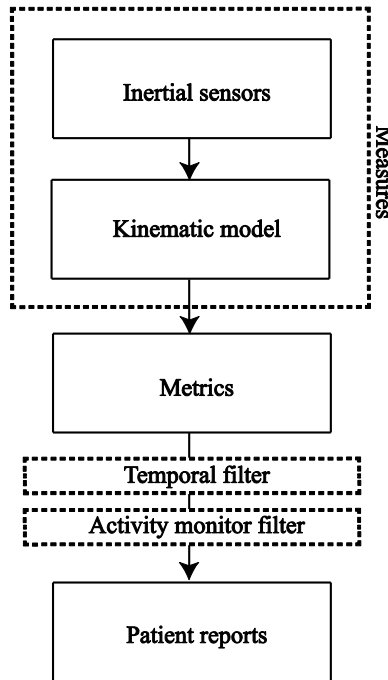 Inertial sensors
Measures
Kinematic model
Metrics
Temporal filter
Activity monitor filter
Patient reports